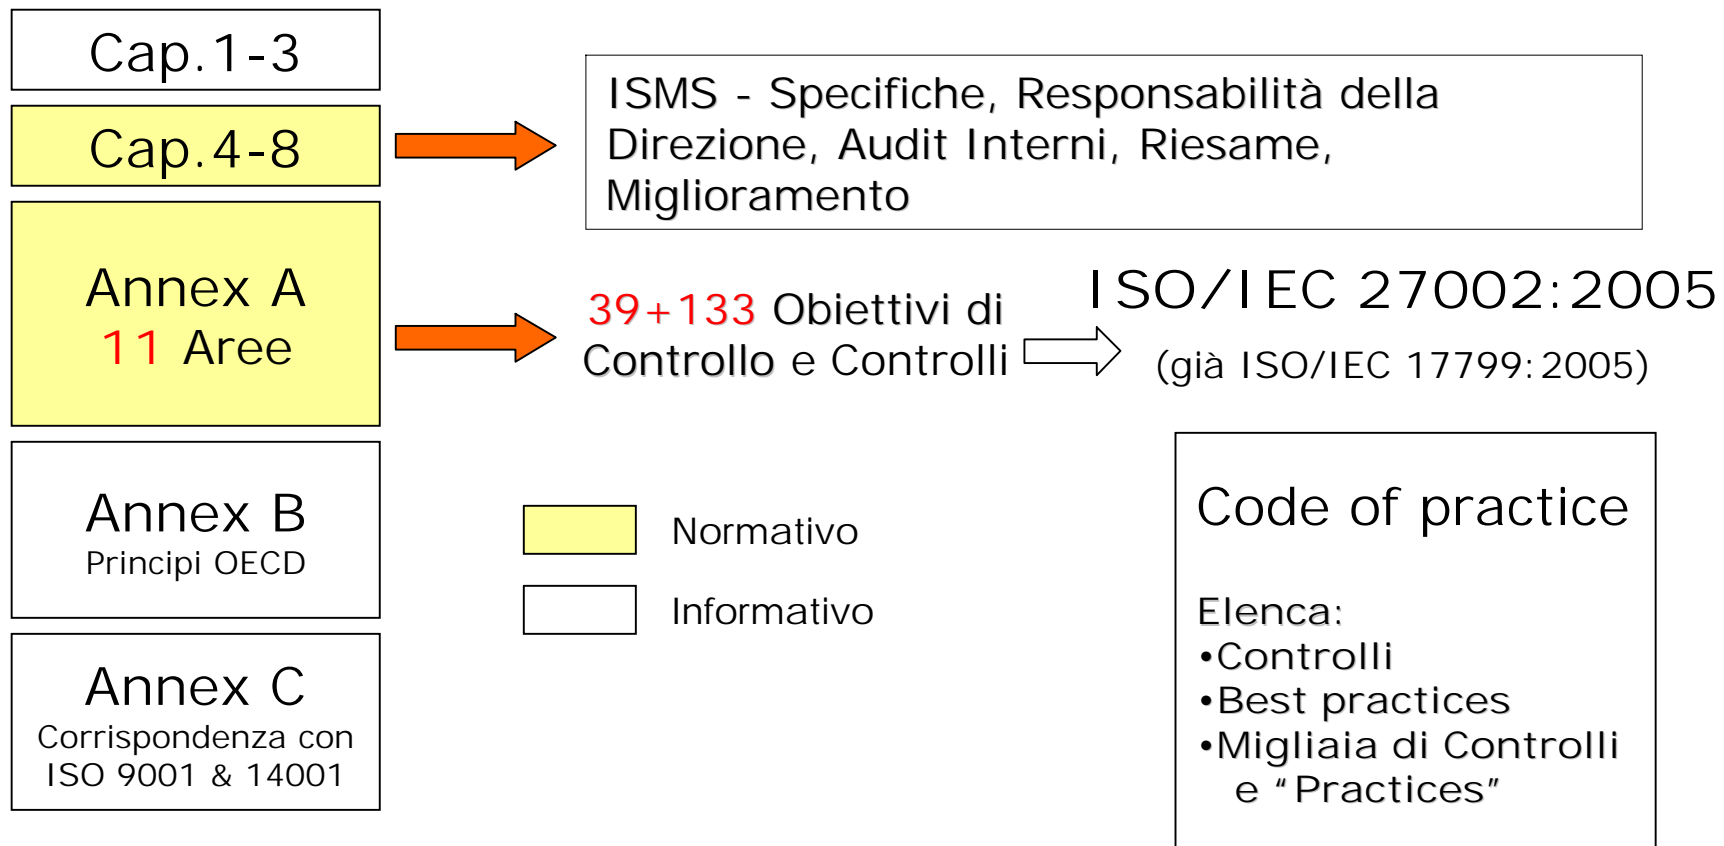 Cap.1-3
Cap.4-8
ISMS - Specifiche, Responsabilità della
Direzione, Audit Interni, Riesame,
Miglioramento
Annex A
11 Aree
39+133 Obiettivi di
Controllo e Controlli
ISO/IEC 27002:2005
(già ISO/IEC 17799:2005)
Annex B
Principi OECD
Annex C
Corrispondenza con
ISO 9001 & 14001
Normativo
Informativo
Code of practice
Elenca:
•Controlli
•Best practices
•Migliaia di Controlli
e “Practices”